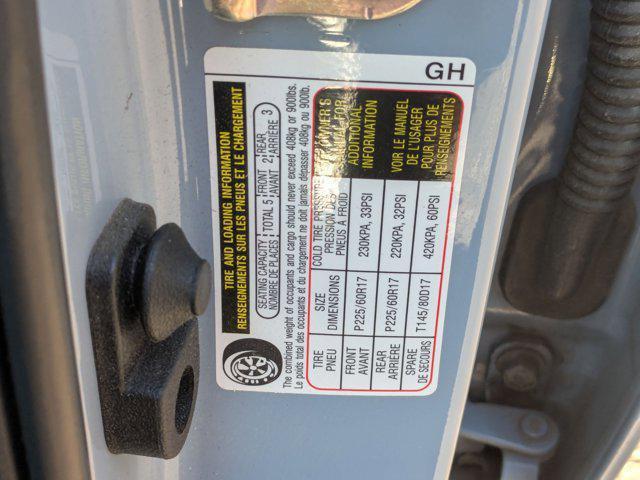 GH
TIRE AND LOADING INFORMATION
RENSEIGNEMENTS SUR LES PNEUS ET LE CHARGEMENT
SEATING CAPACITY TOTAL 5 FRONT 2 REAR 3
NOMBRE DE PLACES AVANT ARRIÈRE
The combined weight of occupants and cargo should never exceed 408kg or 900lbs.
Le poids total des occupants et du chargement ne doit jamais dépasser 408kg ou 900lb.
TIRE SIZE COLD TIRE PRESSURE
PNEU DIMENSIONS PRESSION DES PNEUS À FROID
FRONT P225/60R17 230KPA, 33PSI
AVANT
REAR P225/60R17 220KPA, 32PSI
ARRIÈRE
SPARE T145/80D17 420KPA, 60PSI
DE SECOURS
ADDITIONAL
INFORMATION
VOIR LE MANUEL
DE L'USAGER
POUR PLUS DE
RENSEIGNEMENTS